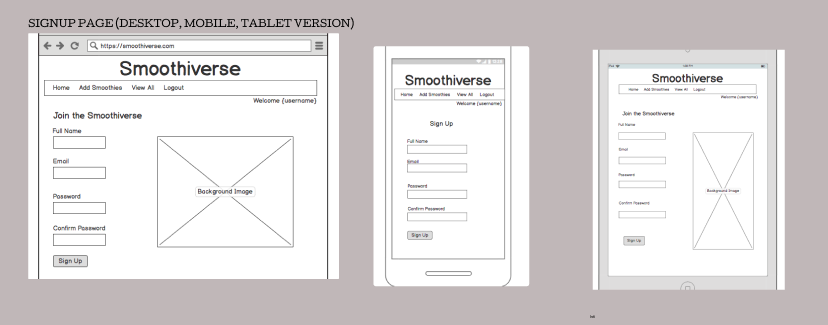 SIGNUP PAGE (DESKTOP, MOBILE, TABLET VERSION)
https://smoothiverse.com
Smoothiverse
Home Add Smoothies View All Logout
Welcome {username}
Join the Smoothiverse
Full Name
Email
Password
Confirm Password
Sign Up
Background Image
Smoothiverse
Home Add Smoothies View All Logout
Welcome {username}
Sign Up
Full Name
Email
Password
Confirm Password
Sign Up
Smoothiverse
Home Add Smoothies View All Logout
Welcome {username}
Join the Smoothiverse
Full Name
Email
Password
Confirm Password
Sign Up
Background Image